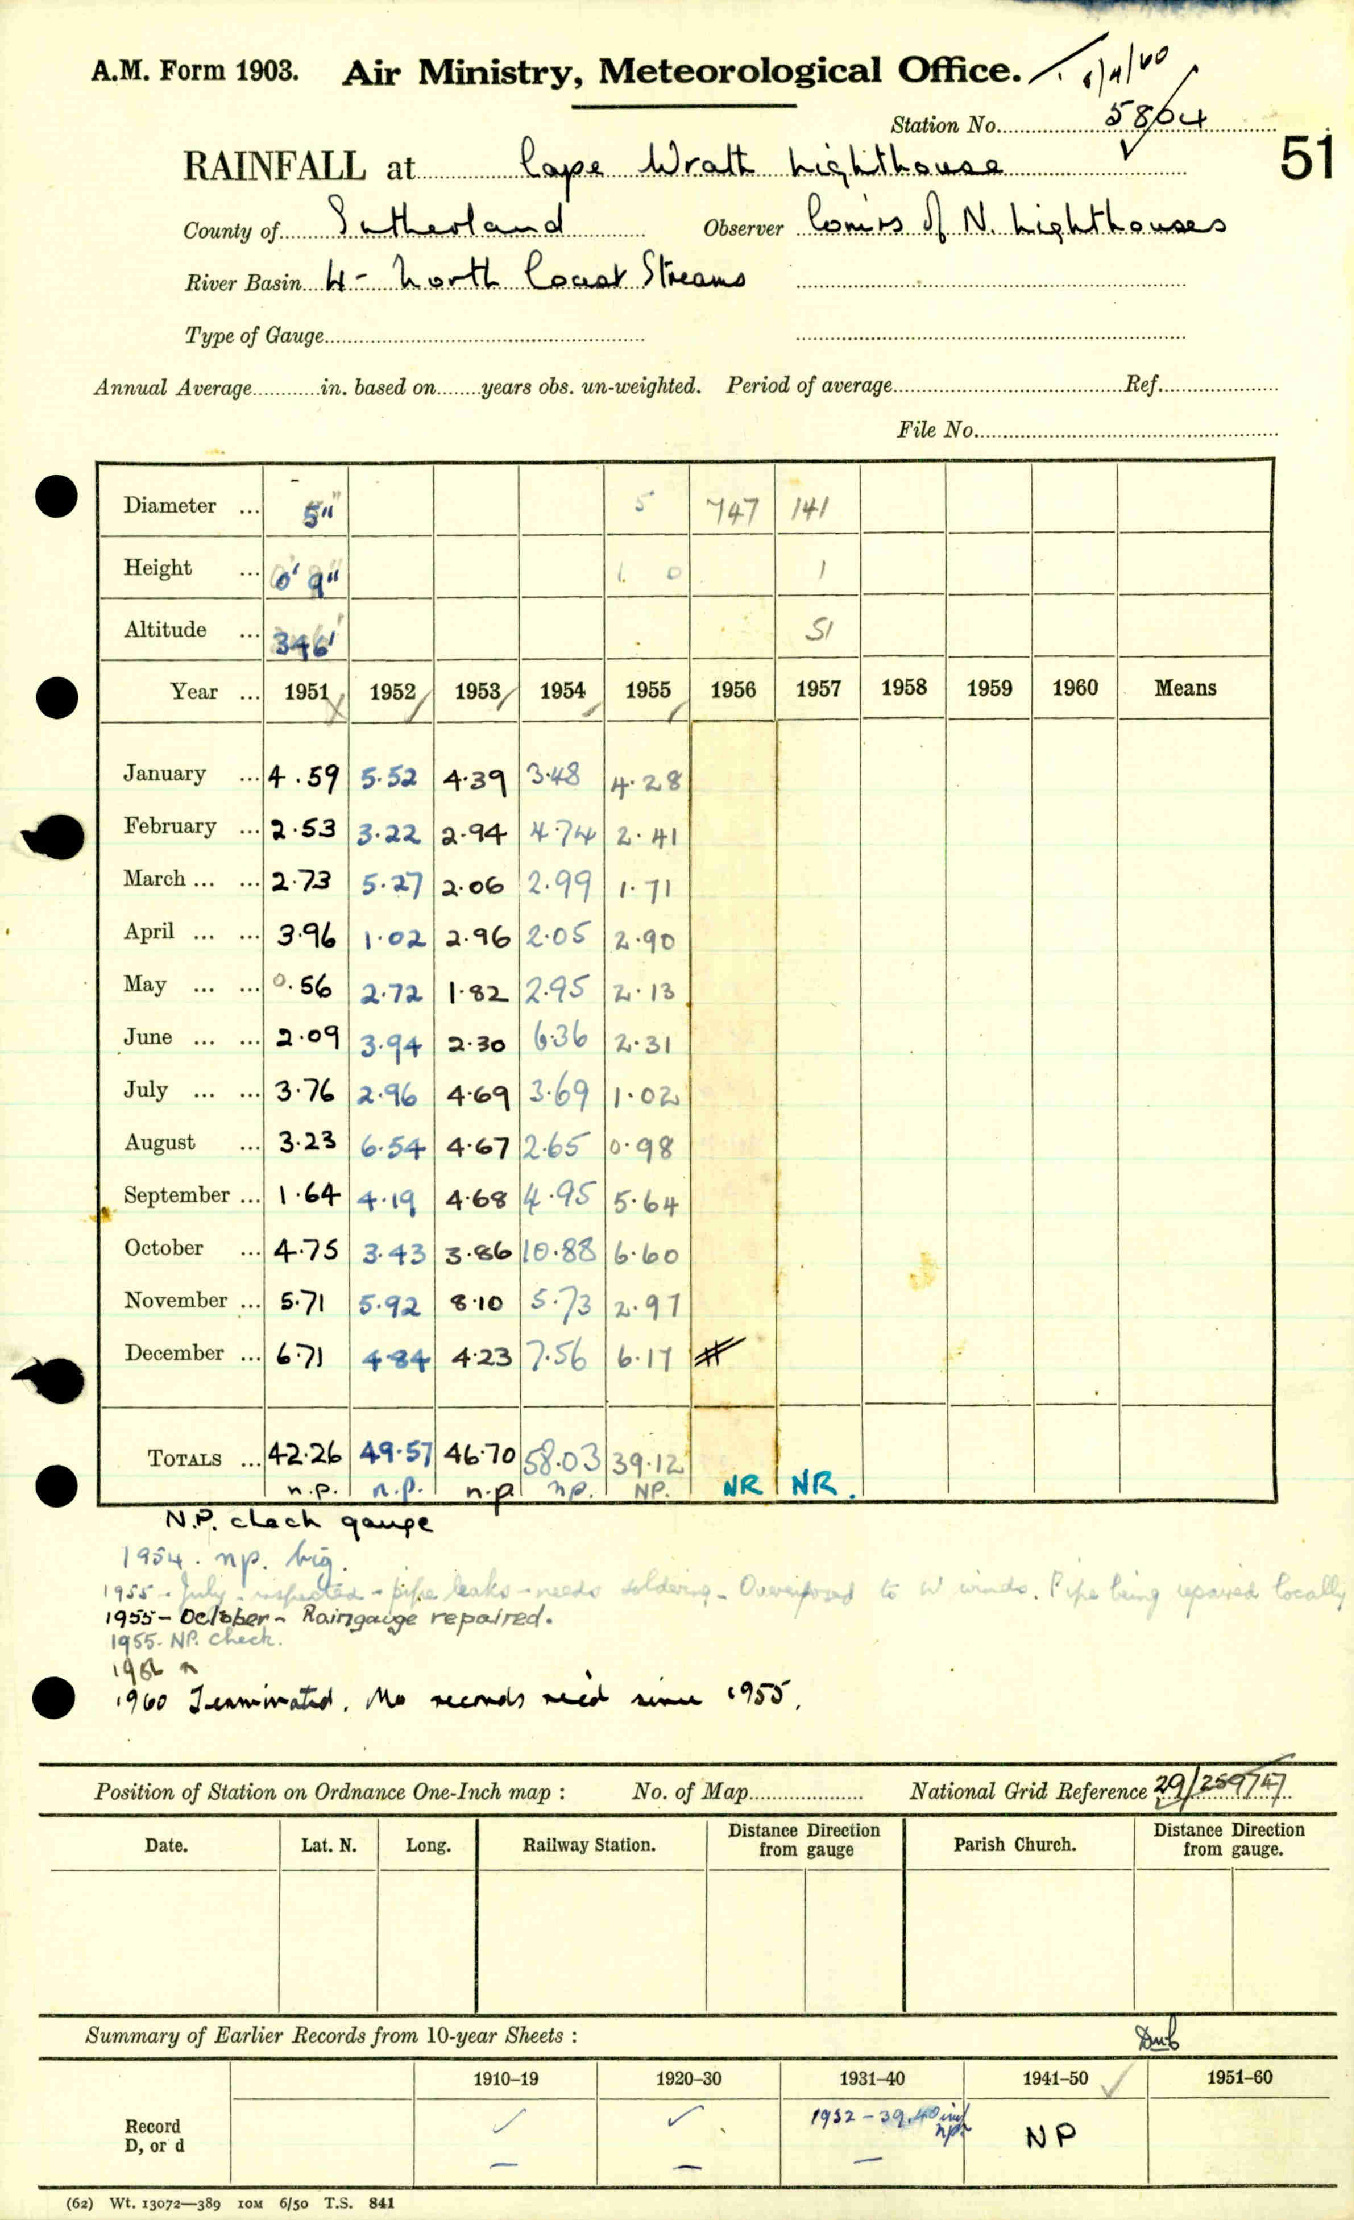 A.M. Form 1903. Air Ministry, Meteorological Office.
Station No. 5804
51
RAINFALL at Cape Wrath Lighthouse
County of Sutherland Observer Comrs of N. Lighthouses
River Basin 4 - North Coast Streams
Type of Gauge
Annual Average in. based on years obs. un-weighted. Period of average Ref.
File No.
Diameter ... 5" 5 747 141
Height ... 0' 9" 1 0 1
Altitude ... 346' 51
Year ... 1951 1952 1953 1954 1955 1956 1957 1958 1959 1960 Means
January ... 4.59 5.52 4.39 3.48 4.28
February ... 2.53 3.22 2.94 4.74 2.41
March ... ... 2.73 5.27 2.06 2.99 1.71
April ... ... 3.96 1.02 2.96 2.05 2.90
May ... ... 0.56 2.72 1.82 2.95 2.13
June ... ... 2.09 3.94 2.30 6.36 2.31
July ... ... 3.76 2.96 4.69 3.69 1.02
August ... 3.23 6.54 4.67 2.65 0.98
September ... 1.64 4.19 4.68 4.95 5.64
October ... 4.75 3.43 3.86 10.88 6.60
November ... 5.71 5.92 8.10 5.73 2.97
December ... 6.71 4.84 4.23 7.56 6.17
TOTALS ... 42.26 49.57 46.70 58.03 39.12
n.p. n.p. n.p n.p. NP. NR NR.
N.P. check gauge
1954. np. big.
1955 - July - inspected - pipe leaks - needs soldering - Overexposed to W winds. Pipe being repaired locally
1955 - October - Raingauge repaired.
1955. NP. check.
1960 Terminated. No records rec'd since 1955.
Position of Station on Ordnance One-Inch map : No. of Map National Grid Reference 29/259747
Date. Lat. N. Long. Railway Station. Distance from Direction gauge Parish Church. Distance from Direction gauge.
Summary of Earlier Records from 10-year Sheets :
1910–19 1920–30 1931–40 1941–50 1951–60
Record
D, or d
1932 - 39, 40 NP
(62) Wt. 13072—389 10M 6/50 T.S. 841